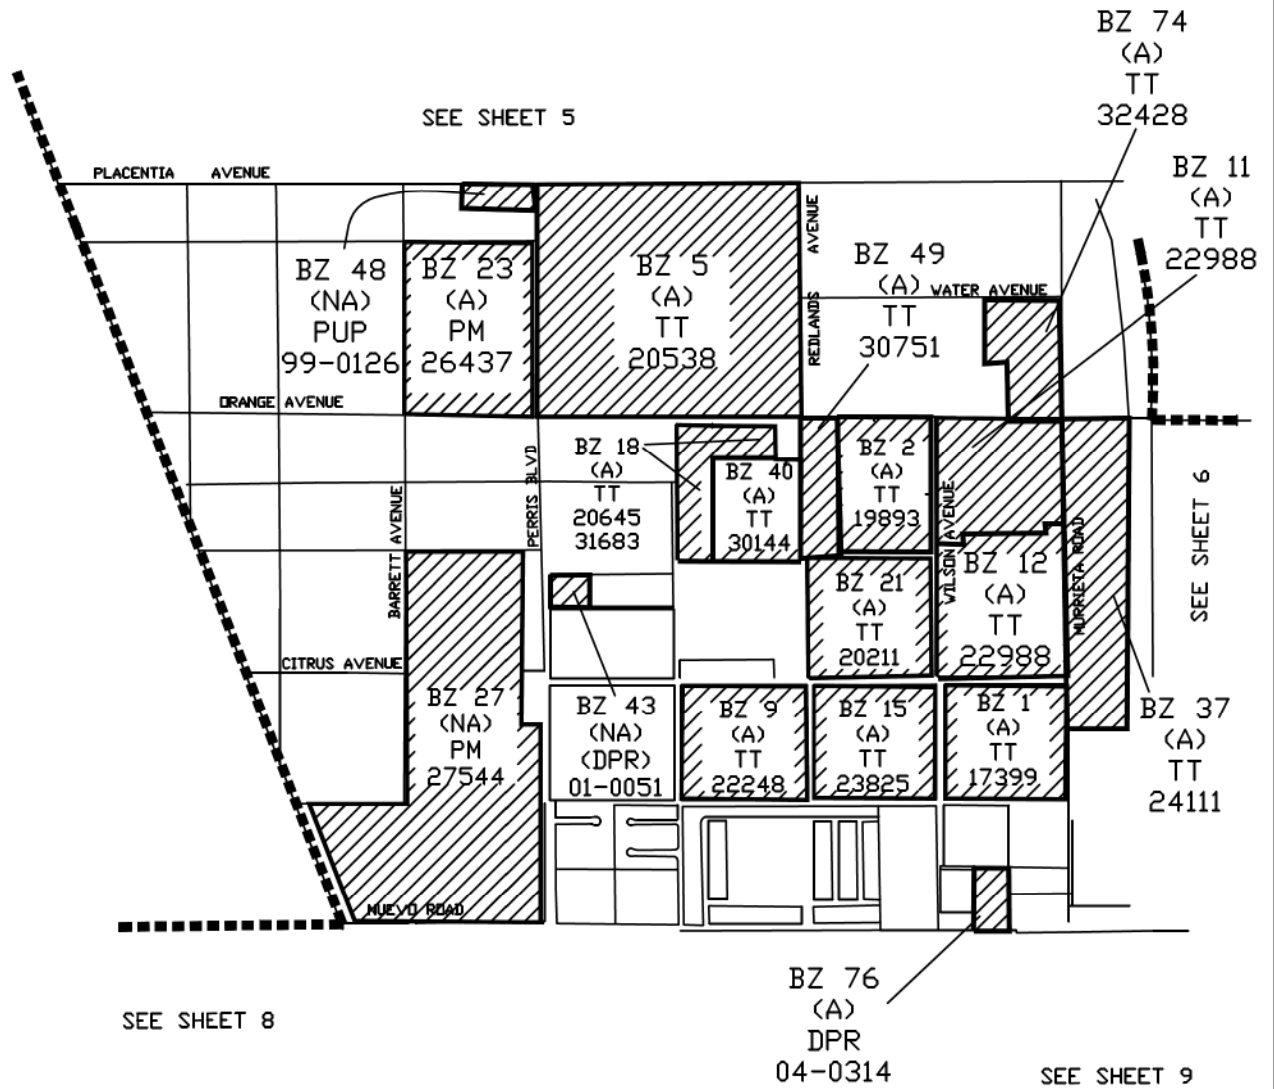 BZ 74
(A)
TT
32428
SEE SHEET 5
BZ 11
(A)
TT
22988
PLACENTIA AVENUE
BZ 48
(NA)
PUP
99-0126
BZ 23
(A)
PM
26437
BZ 5
(A)
TT
20538
REDLANDS AVENUE
BZ 49
(A)
TT
30751
WATER AVENUE
ORANGE AVENUE
BARRETT AVENUE
PERRIS BLVD
BZ 18
(A)
TT
20645
31683
BZ 40
(A)
TT
30144
BZ 2
(A)
TT
19893
WILSON AVENUE
MURRIETA ROAD
SEE SHEET 6
BZ 21
(A)
TT
20211
BZ 12
(A)
TT
22988
CITRUS AVENUE
BZ 27
(NA)
PM
27544
BZ 43
(NA)
(DPR)
01-0051
BZ 9
(A)
TT
22248
BZ 15
(A)
TT
23825
BZ 1
(A)
TT
17399
BZ 37
(A)
TT
24111
NUEVO ROAD
BZ 76
(A)
DPR
04-0314
SEE SHEET 8
SEE SHEET 9